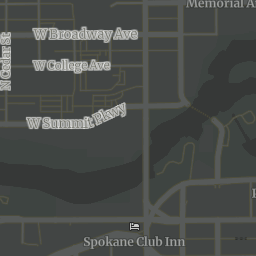 Memorial A
W Broadway Ave
N Cedar St
W College Ave
W Summit Pkwy
Spokane Club Inn